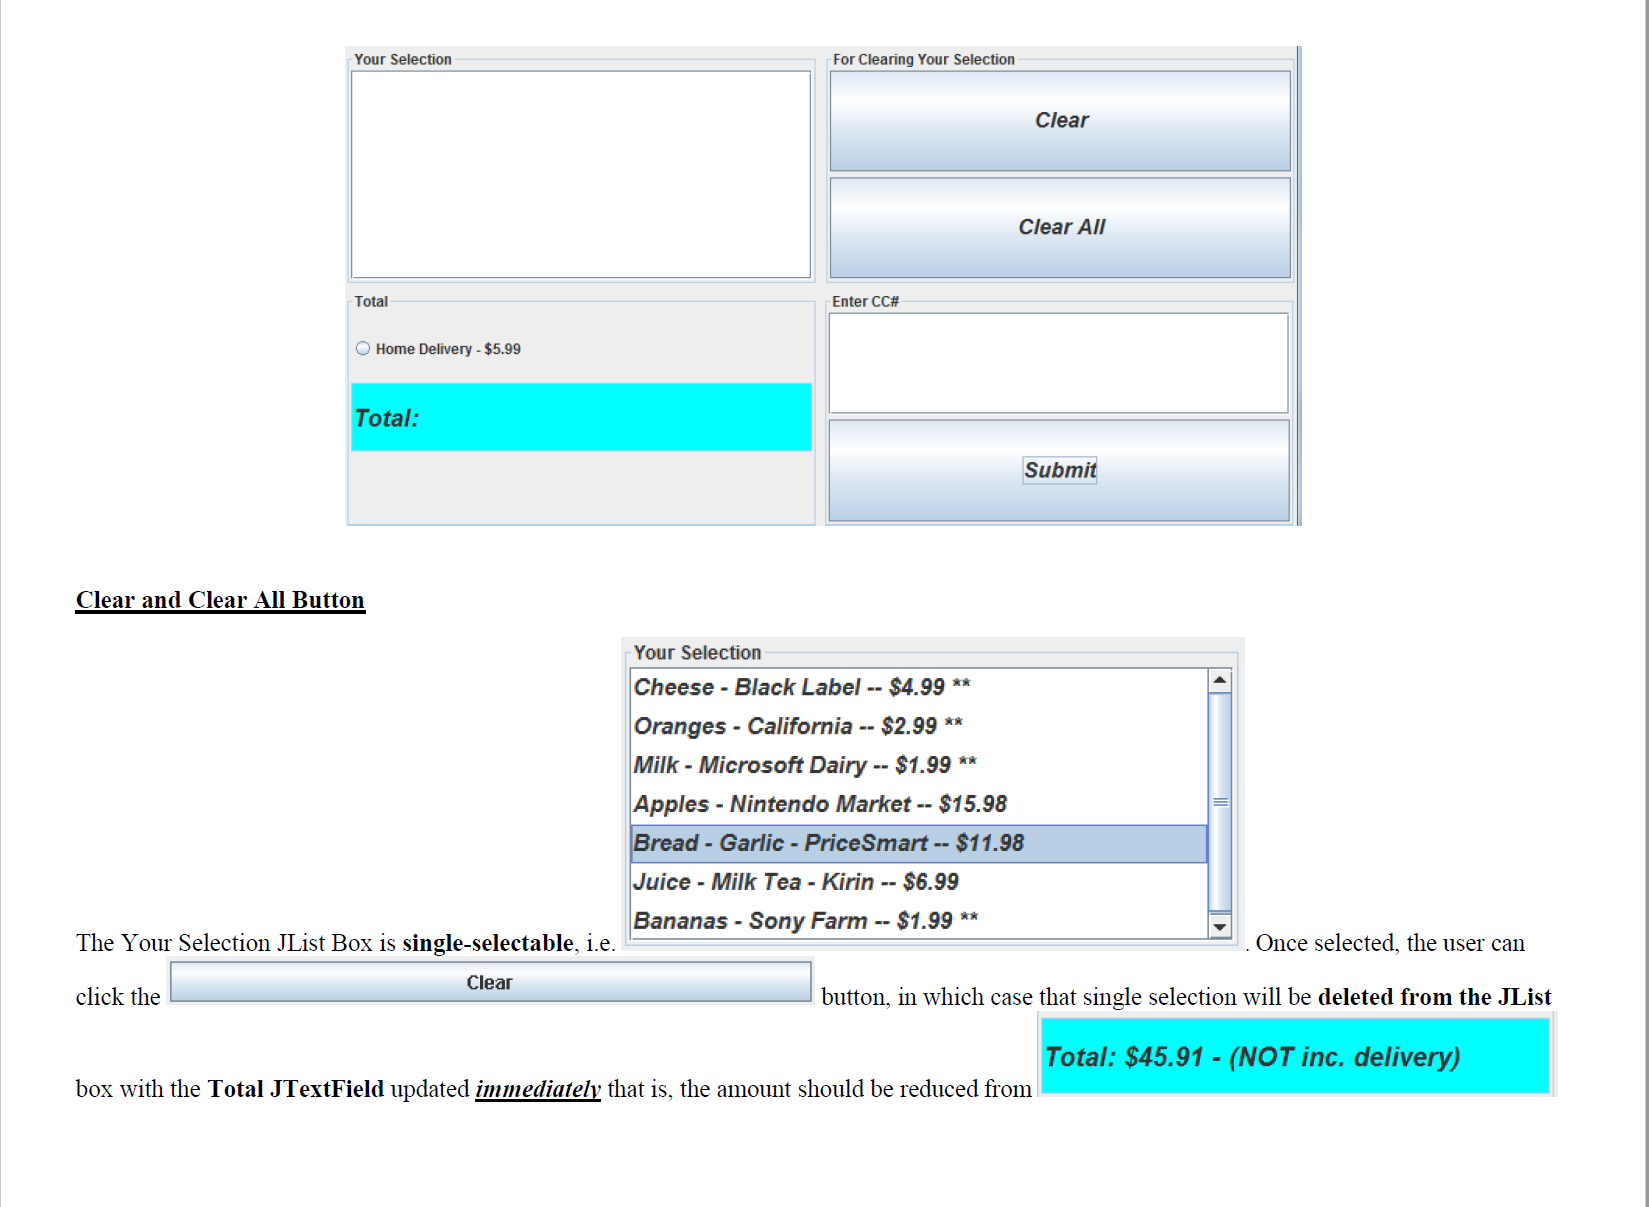 Your Selection
For Clearing Your Selection
Clear
Clear All
Total
Enter CC#
Home Delivery - $5.99
Total:
Submit
Clear and Clear All Button
Your Selection
Cheese - Black Label -- $4.99 **
Oranges - California -- $2.99 **
Milk - Microsoft Dairy -- $1.99 **
Apples - Nintendo Market -- $15.98
Bread - Garlic - PriceSmart -- $11.98
Juice - Milk Tea - Kirin -- $6.99
Bananas - Sony Farm -- $1.99 **
The Your Selection JList Box is single-selectable, i.e. . Once selected, the user can
click the Clear button, in which case that single selection will be deleted from the JList
Total: $45.91 - (NOT inc. delivery)
box with the Total JTextField updated immediately that is, the amount should be reduced from